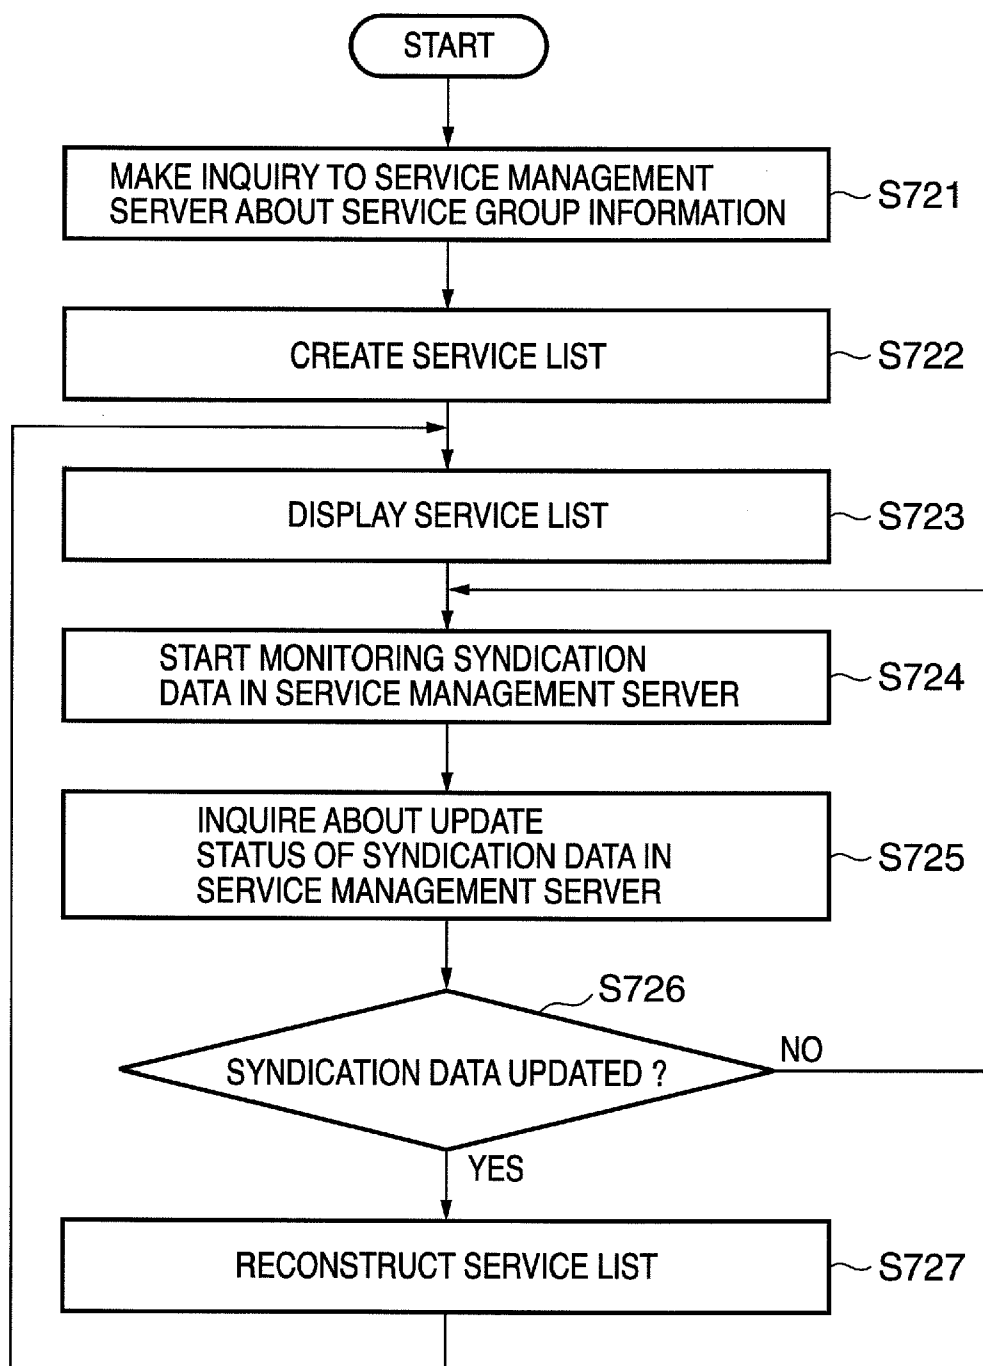 START
MAKE INQUIRY TO SERVICE MANAGEMENT
SERVER ABOUT SERVICE GROUP INFORMATION
S721
CREATE SERVICE LIST
S722
DISPLAY SERVICE LIST
S723
START MONITORING SYNDICATION
DATA IN SERVICE MANAGEMENT SERVER
S724
INQUIRE ABOUT UPDATE
STATUS OF SYNDICATION DATA IN
SERVICE MANAGEMENT SERVER
S725
S726
SYNDICATION DATA UPDATED ?
NO
YES
RECONSTRUCT SERVICE LIST
S727